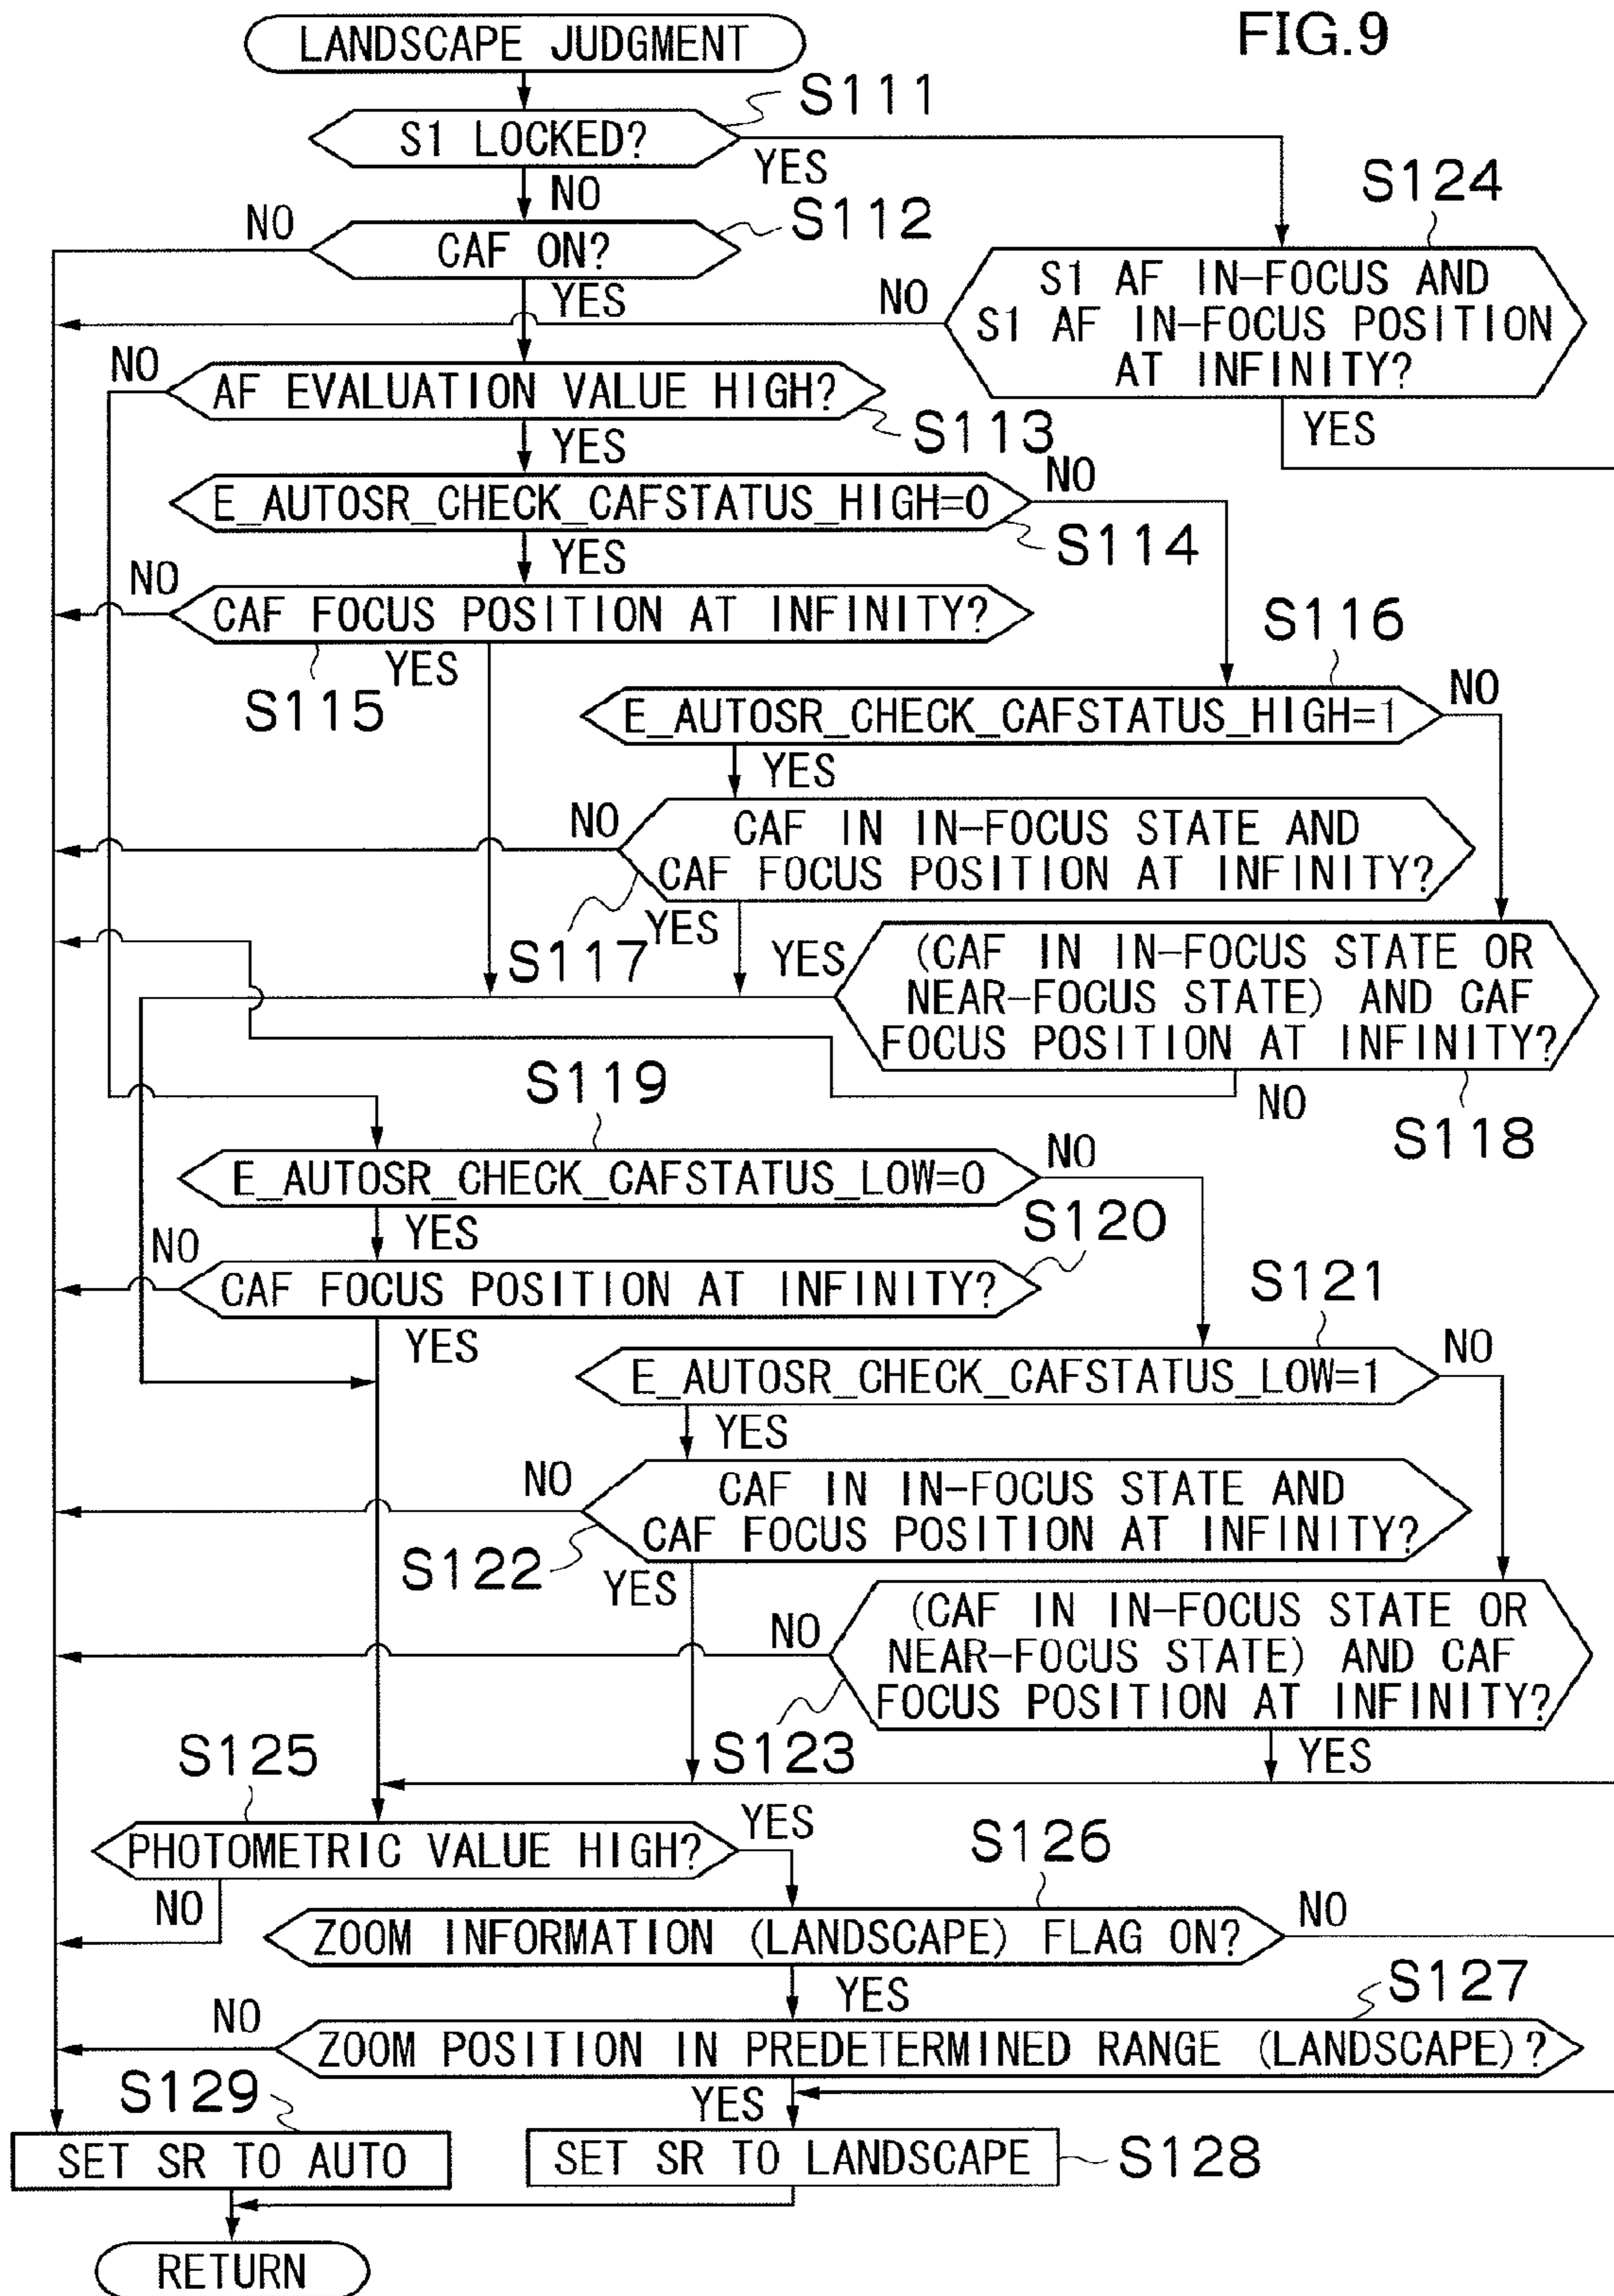 FIG.9
LANDSCAPE JUDGMENT
S111
S1 LOCKED?
YES
NO
S124
NO
S112
CAF ON?
YES
S1 AF IN-FOCUS AND
S1 AF IN-FOCUS POSITION
AT INFINITY?
NO
YES
NO
AF EVALUATION VALUE HIGH?
S113
YES
E_AUTOSR_CHECK_CAFSTATUS_HIGH=0
NO
S114
YES
NO
CAF FOCUS POSITION AT INFINITY?
S115
YES
S116
E_AUTOSR_CHECK_CAFSTATUS_HIGH=1
NO
YES
NO
CAF IN IN-FOCUS STATE AND
CAF FOCUS POSITION AT INFINITY?
S117
YES
YES
(CAF IN IN-FOCUS STATE OR
NEAR-FOCUS STATE) AND CAF
FOCUS POSITION AT INFINITY?
NO
S118
S119
E_AUTOSR_CHECK_CAFSTATUS_LOW=0
NO
YES
S120
NO
CAF FOCUS POSITION AT INFINITY?
YES
S121
E_AUTOSR_CHECK_CAFSTATUS_LOW=1
NO
YES
NO
CAF IN IN-FOCUS STATE AND
CAF FOCUS POSITION AT INFINITY?
S122
YES
NO
(CAF IN IN-FOCUS STATE OR
NEAR-FOCUS STATE) AND CAF
FOCUS POSITION AT INFINITY?
S123
YES
S125
PHOTOMETRIC VALUE HIGH?
YES
NO
S126
ZOOM INFORMATION (LANDSCAPE) FLAG ON?
NO
YES
S127
NO
ZOOM POSITION IN PREDETERMINED RANGE (LANDSCAPE)?
YES
S129
SET SR TO AUTO
SET SR TO LANDSCAPE
S128
RETURN